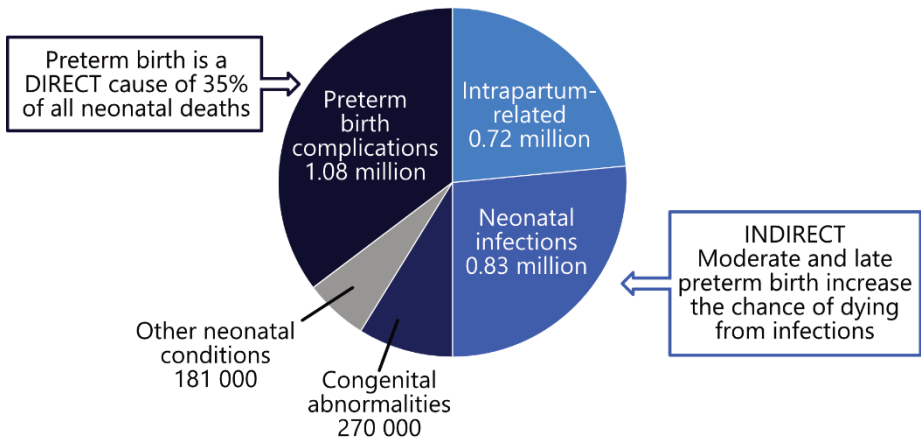 Preterm birth is a
DIRECT cause of 35%
of all neonatal deaths
Preterm
birth
complications
1.08 million
Intrapartum-
related
0.72 million
Neonatal
infections
0.83 million
INDIRECT
Moderate and late
preterm birth increase
the chance of dying
from infections
Other neonatal
conditions
181 000
Congenital
abnormalities
270 000